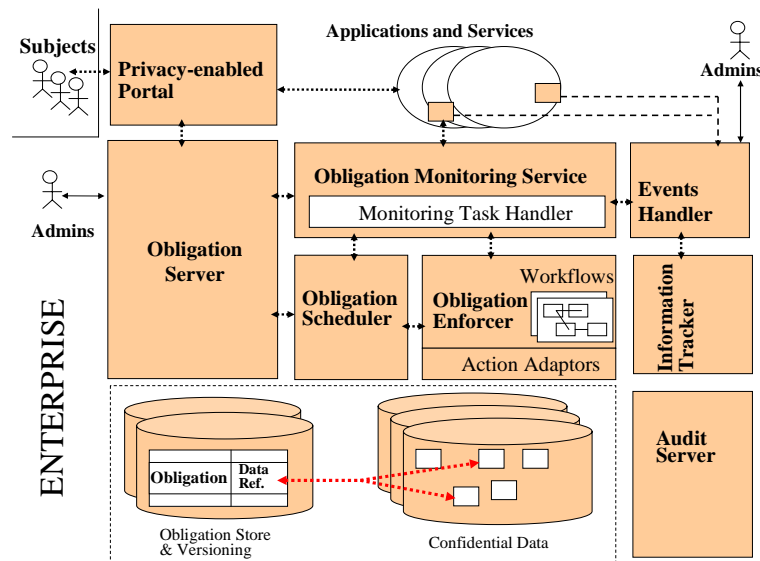 Applications and Services
Subjects
Privacy-enabled
Portal
Admins
Obligation Monitoring Service
Monitoring Task Handler
Events
Handler
Admins
Obligation
Server
Workflows
Obligation
Scheduler
Obligation
Enforcer
Action Adaptors
Information
Tracker
ENTERPRISE
Obligation
Data
Ref.
Audit
Server
Obligation Store
& Versioning
Confidential Data